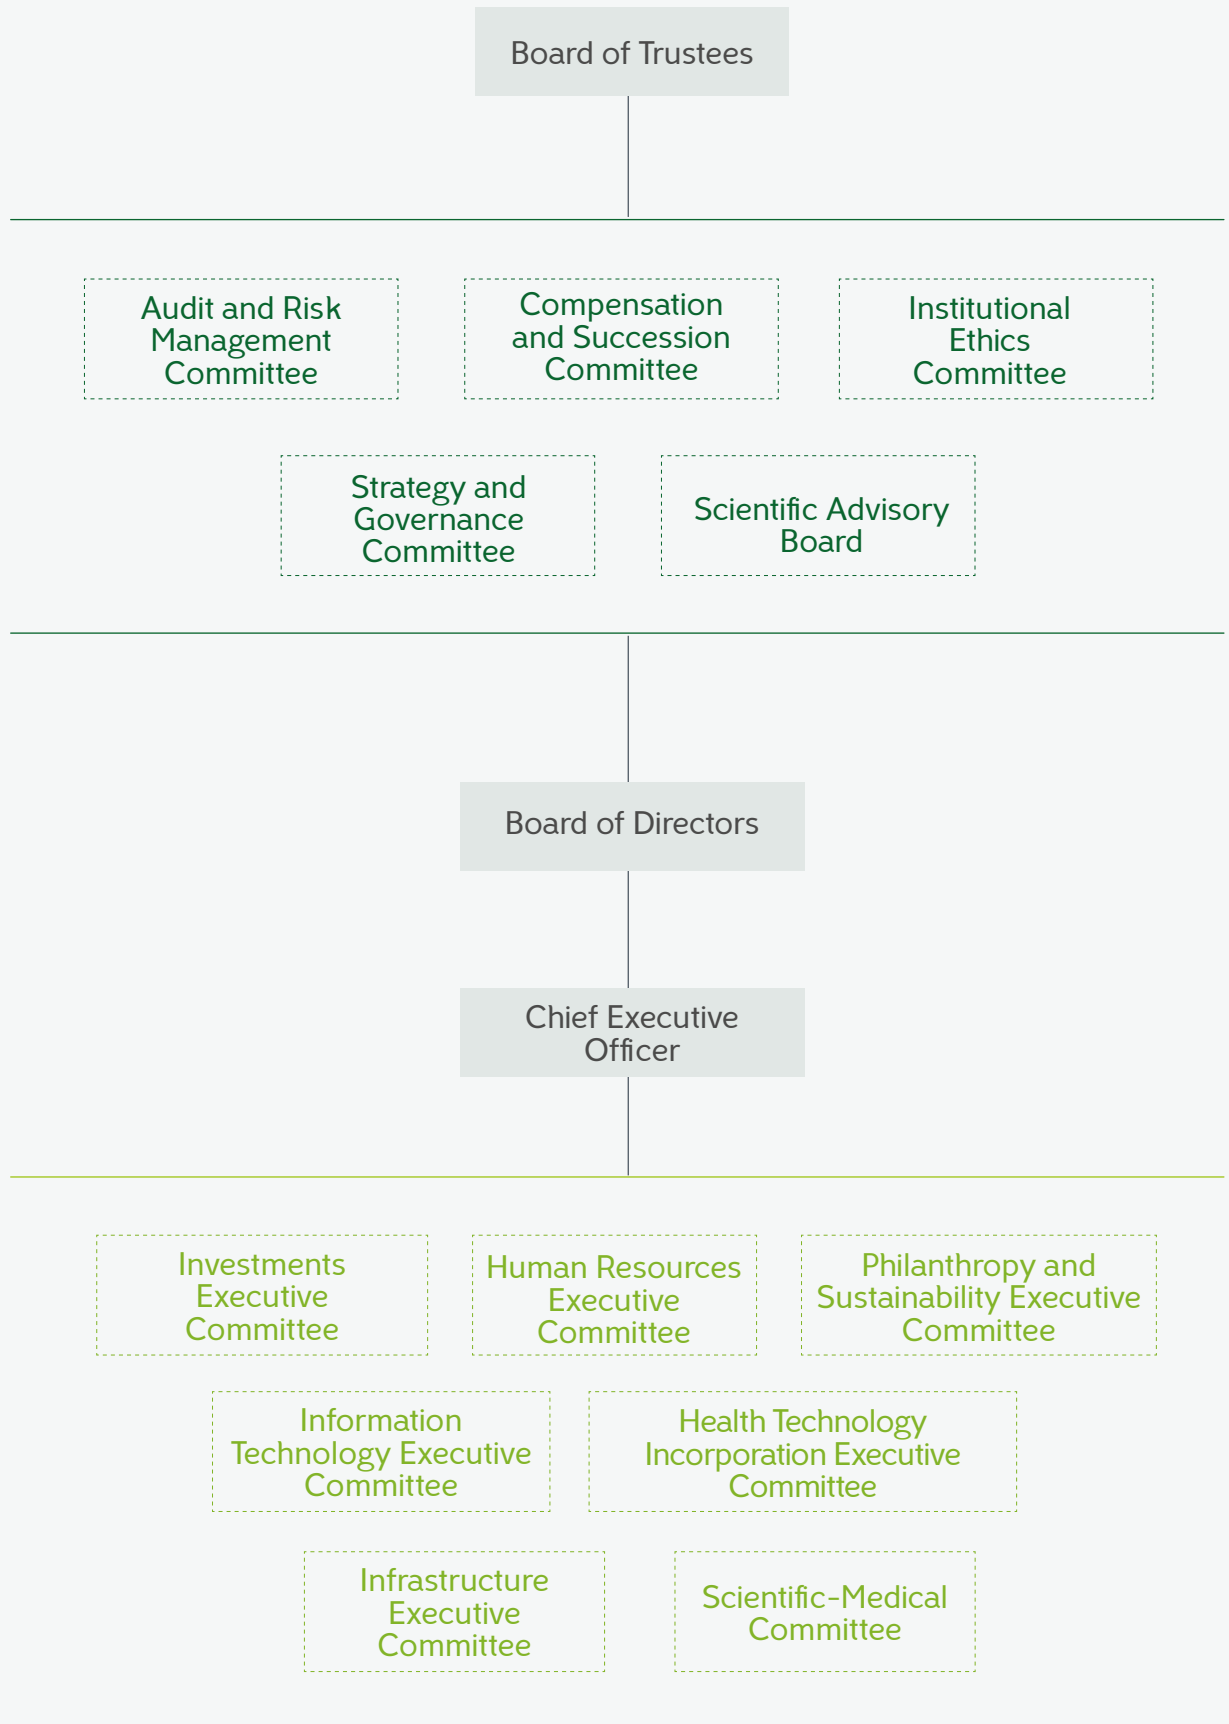 Board of Trustees
Audit and Risk
Management
Committee
Compensation
and Succession
Committee
Institutional
Ethics
Committee
Strategy and
Governance
Committee
Scientific Advisory
Board
Board of Directors
Chief Executive
Officer
Investments
Executive
Committee
Human Resources
Executive
Committee
Philanthropy and
Sustainability Executive
Committee
Information
Technology Executive
Committee
Health Technology
Incorporation Executive
Committee
Infrastructure
Executive
Committee
Scientific-Medical
Committee